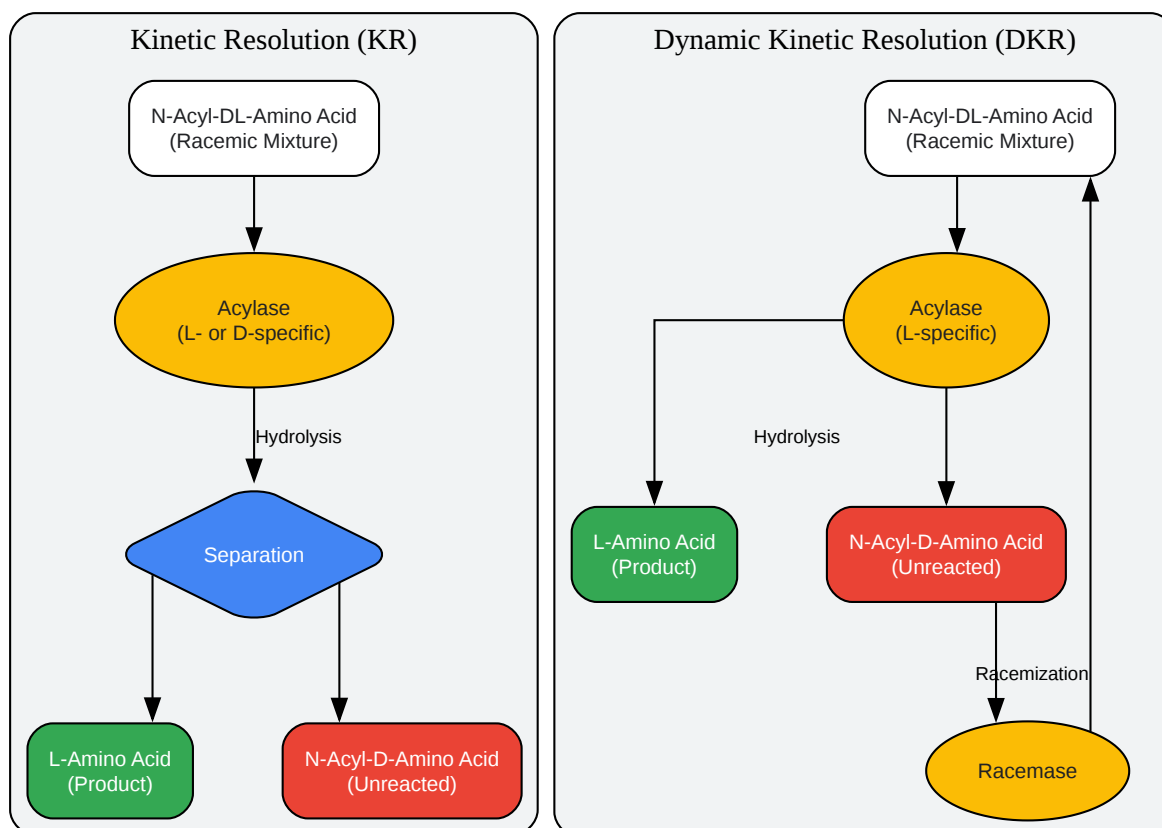 Kinetic Resolution (KR)
N-Acyl-DL-Amino Acid
(Racemic Mixture)
Acylase
(L- or D-specific)
Hydrolysis
Separation
L-Amino Acid
(Product)
N-Acyl-D-Amino Acid
(Unreacted)
Dynamic Kinetic Resolution (DKR)
N-Acyl-DL-Amino Acid
(Racemic Mixture)
Acylase
(L-specific)
Hydrolysis
L-Amino Acid
(Product)
N-Acyl-D-Amino Acid
(Unreacted)
Racemization
Racemase